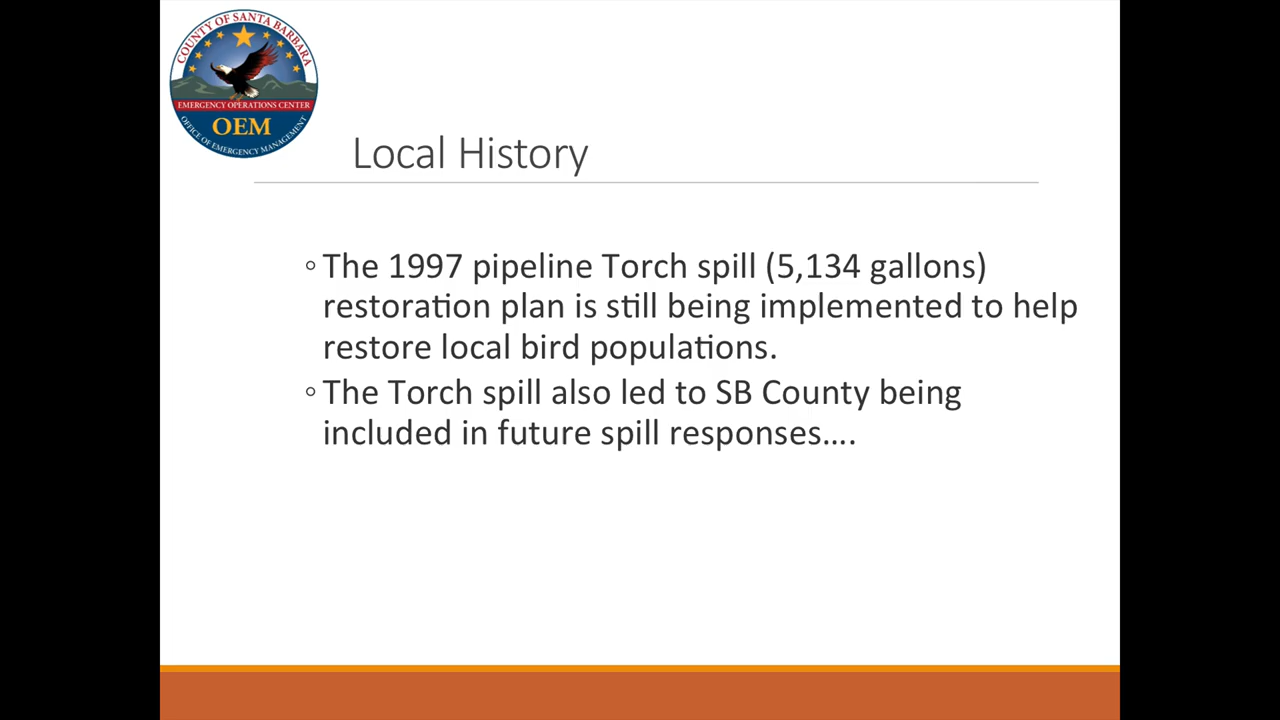 COUNTY OF SANTA BARBARA
EMERGENCY OPERATIONS CENTER
OEM
OFFICE OF EMERGENCY MANAGEMENT
Local History
◦ The 1997 pipeline Torch spill (5,134 gallons)
restoration plan is still being implemented to help
restore local bird populations.
◦ The Torch spill also led to SB County being
included in future spill responses….